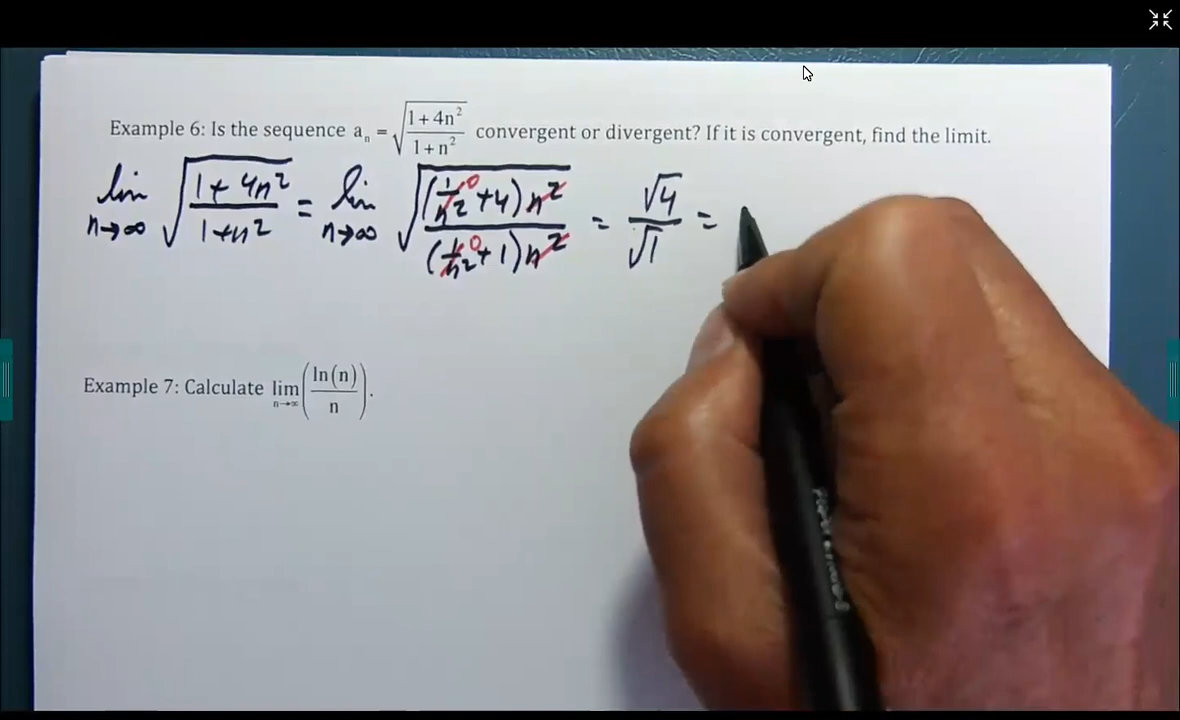 Example 6: Is the sequence aₙ = √((1 + 4n²)/(1 + n²)) convergent or divergent? If it is convergent, find the limit.
lim n→∞ √((1 + 4n²)/(1 + n²)) = lim n→∞ √(((1/n² 0 + 4)n²)/((1/n² 0 + 1)n²)) = √4/√1 =
Example 7: Calculate lim n→∞ (ln(n)/n).